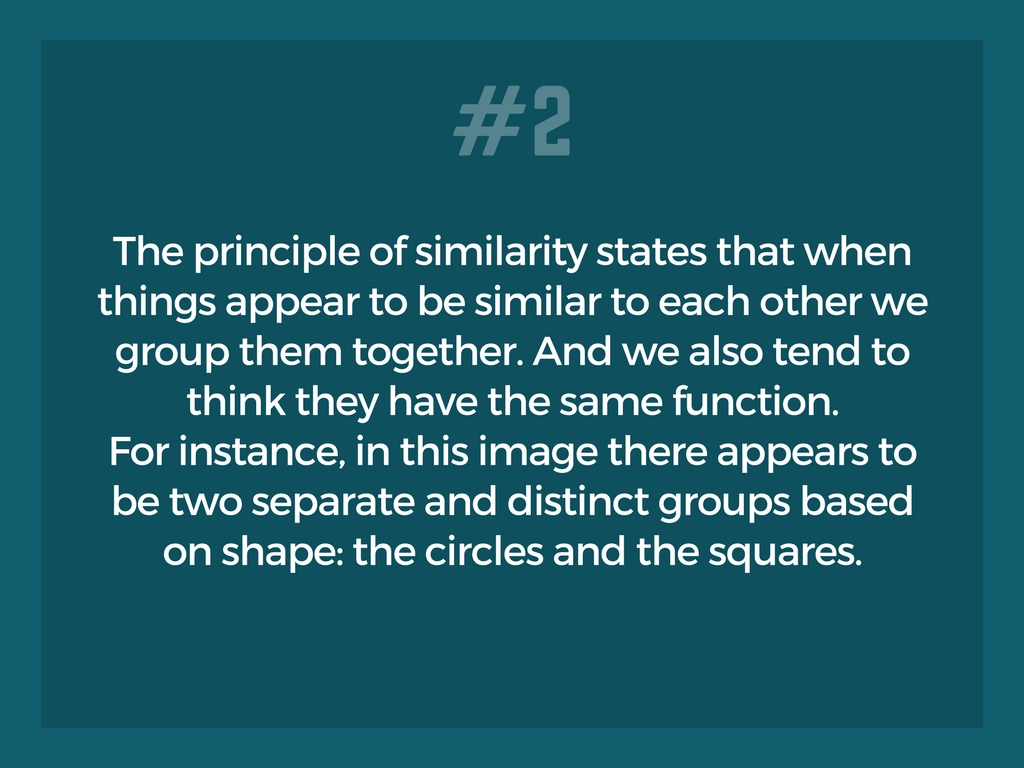 #2
The principle of similarity states that when
things appear to be similar to each other we
group them together. And we also tend to
think they have the same function.
For instance, in this image there appears to
be two separate and distinct groups based
on shape: the circles and the squares.